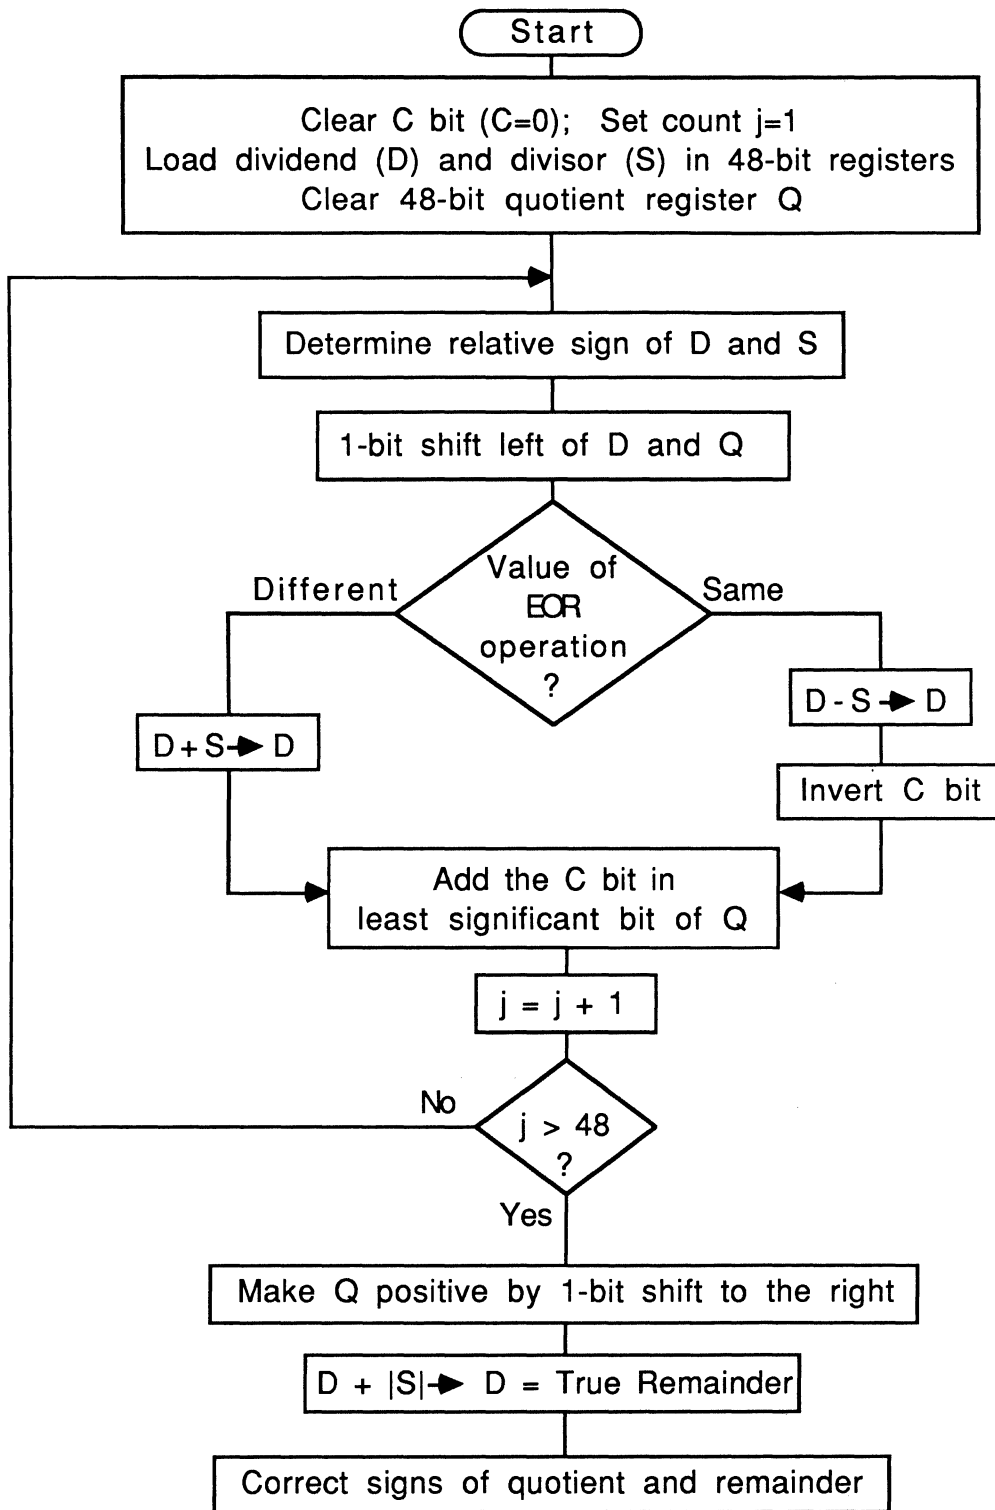 Start
Clear C bit (C=0); Set count j=1
Load dividend (D) and divisor (S) in 48-bit registers
Clear 48-bit quotient register Q
Determine relative sign of D and S
1-bit shift left of D and Q
Different
Value of
EOR
operation
?
Same
D+S→ D
D-S→ D
Invert C bit
Add the C bit in
least significant bit of Q
j = j + 1
No
j > 48
?
Yes
Make Q positive by 1-bit shift to the right
D + |S|→ D = True Remainder
Correct signs of quotient and remainder